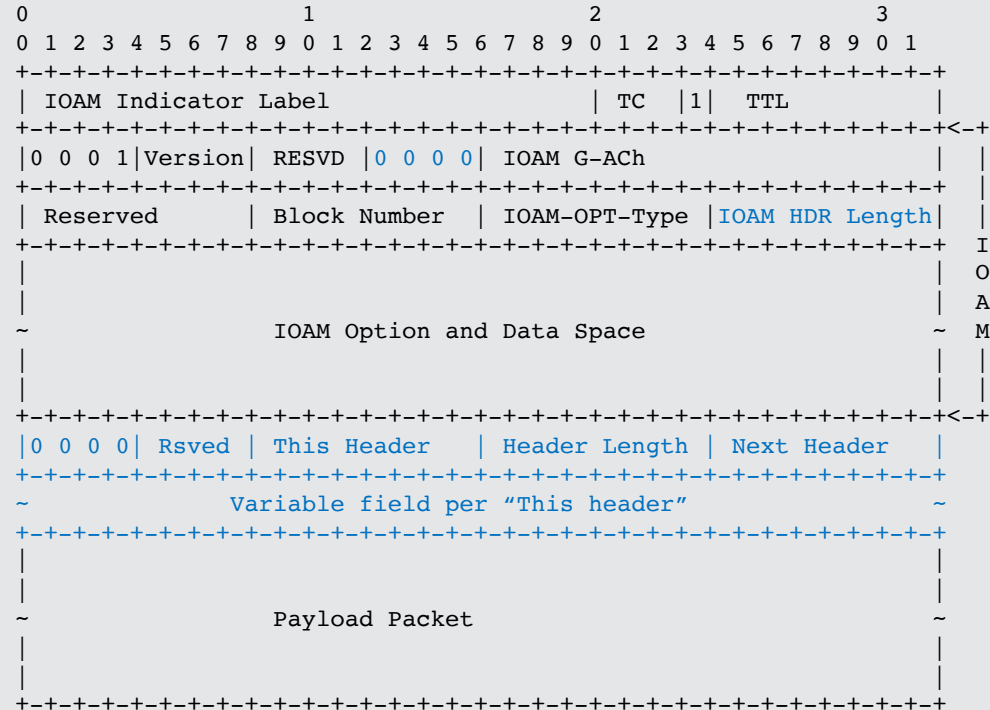 0                   1                   2                   3
0 1 2 3 4 5 6 7 8 9 0 1 2 3 4 5 6 7 8 9 0 1 2 3 4 5 6 7 8 9 0 1
+-+-+-+-+-+-+-+-+-+-+-+-+-+-+-+-+-+-+-+-+-+-+-+-+-+-+-+-+-+-+-+-+
| IOAM Indicator Label                  | TC  |1|  TTL          |
+-+-+-+-+-+-+-+-+-+-+-+-+-+-+-+-+-+-+-+-+-+-+-+-+-+-+-+-+-+-+-+-+<-+
|0 0 0 1|Version| RESVD |0 0 0 0| IOAM G-ACh                    |  |
+-+-+-+-+-+-+-+-+-+-+-+-+-+-+-+-+-+-+-+-+-+-+-+-+-+-+-+-+-+-+-+-+  |
| Reserved      | Block Number  | IOAM-OPT-Type |IOAM HDR Length|  |
+-+-+-+-+-+-+-+-+-+-+-+-+-+-+-+-+-+-+-+-+-+-+-+-+-+-+-+-+-+-+-+-+  I
|                                                               |  O
|                                                               |  A
~                 IOAM Option and Data Space                    ~  M
|                                                               |  |
|                                                               |  |
+-+-+-+-+-+-+-+-+-+-+-+-+-+-+-+-+-+-+-+-+-+-+-+-+-+-+-+-+-+-+-+-+<-+
|0 0 0 0| Rsved | This Header   | Header Length | Next Header   |
+-+-+-+-+-+-+-+-+-+-+-+-+-+-+-+-+-+-+-+-+-+-+-+-+-+-+-+-+-+-+-+-+
~              Variable field per “This header”                 ~
+-+-+-+-+-+-+-+-+-+-+-+-+-+-+-+-+-+-+-+-+-+-+-+-+-+-+-+-+-+-+-+-+
|                                                               |
|                                                               |
~                 Payload Packet                                ~
|                                                               |
|                                                               |
+-+-+-+-+-+-+-+-+-+-+-+-+-+-+-+-+-+-+-+-+-+-+-+-+-+-+-+-+-+-+-+-+